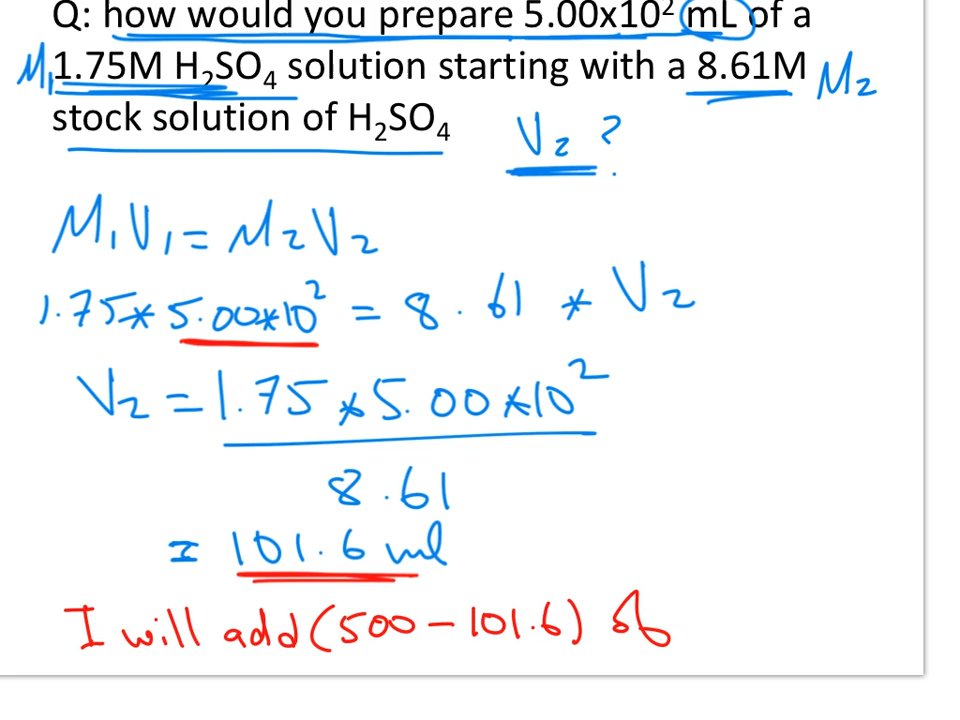 Q: how would you prepare 5.00x10² mL of a
M₁ 1.75M H₂SO₄ solution starting with a 8.61M M₂
stock solution of H₂SO₄ V₂ ?
M₁V₁ = M₂V₂
1.75 * 5.00*10² = 8.61 * V₂
V₂ = 1.75 * 5.00 *10²
8.61
= 101.6 ml
I will add (500 - 101.6)